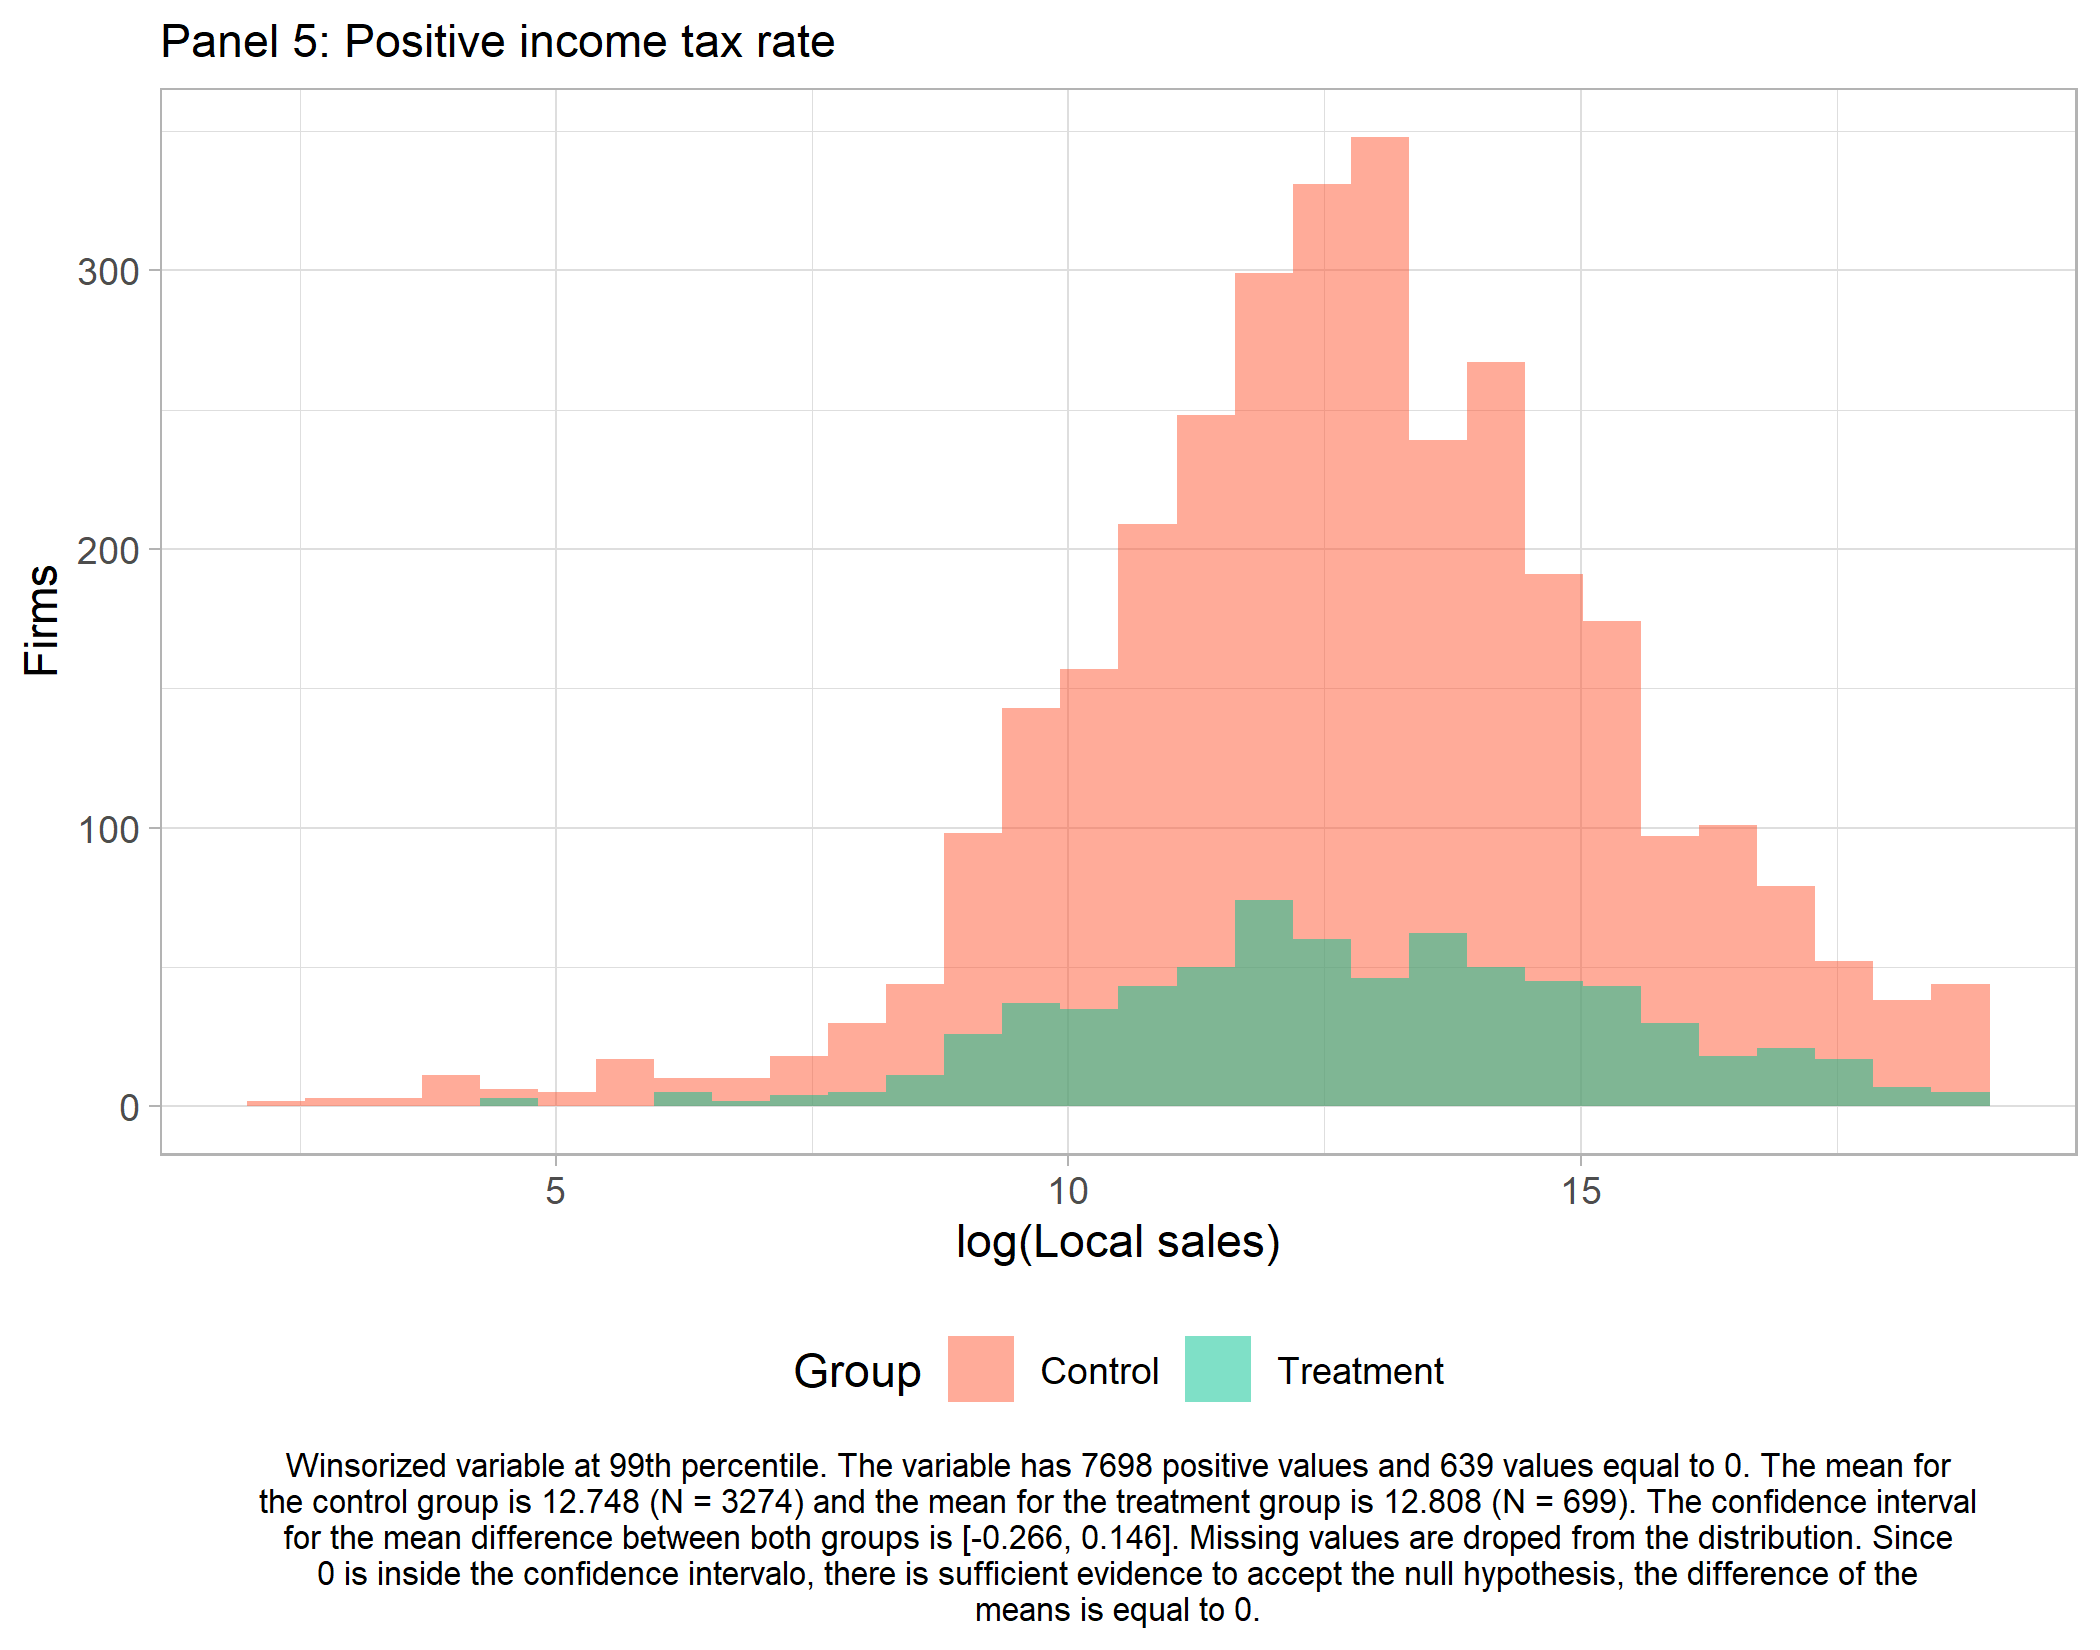 Panel 5: Positive income tax rate
Firms
300
200
100
0
5
10
15
log(Local sales)
Group
Control
Treatment
Winsorized variable at 99th percentile. The variable has 7698 positive values and 639 values equal to 0. The mean for
the control group is 12.748 (N = 3274) and the mean for the treatment group is 12.808 (N = 699). The confidence interval
for the mean difference between both groups is [-0.266, 0.146]. Missing values are droped from the distribution. Since
0 is inside the confidence intervalo, there is sufficient evidence to accept the null hypothesis, the difference of the
means is equal to 0.